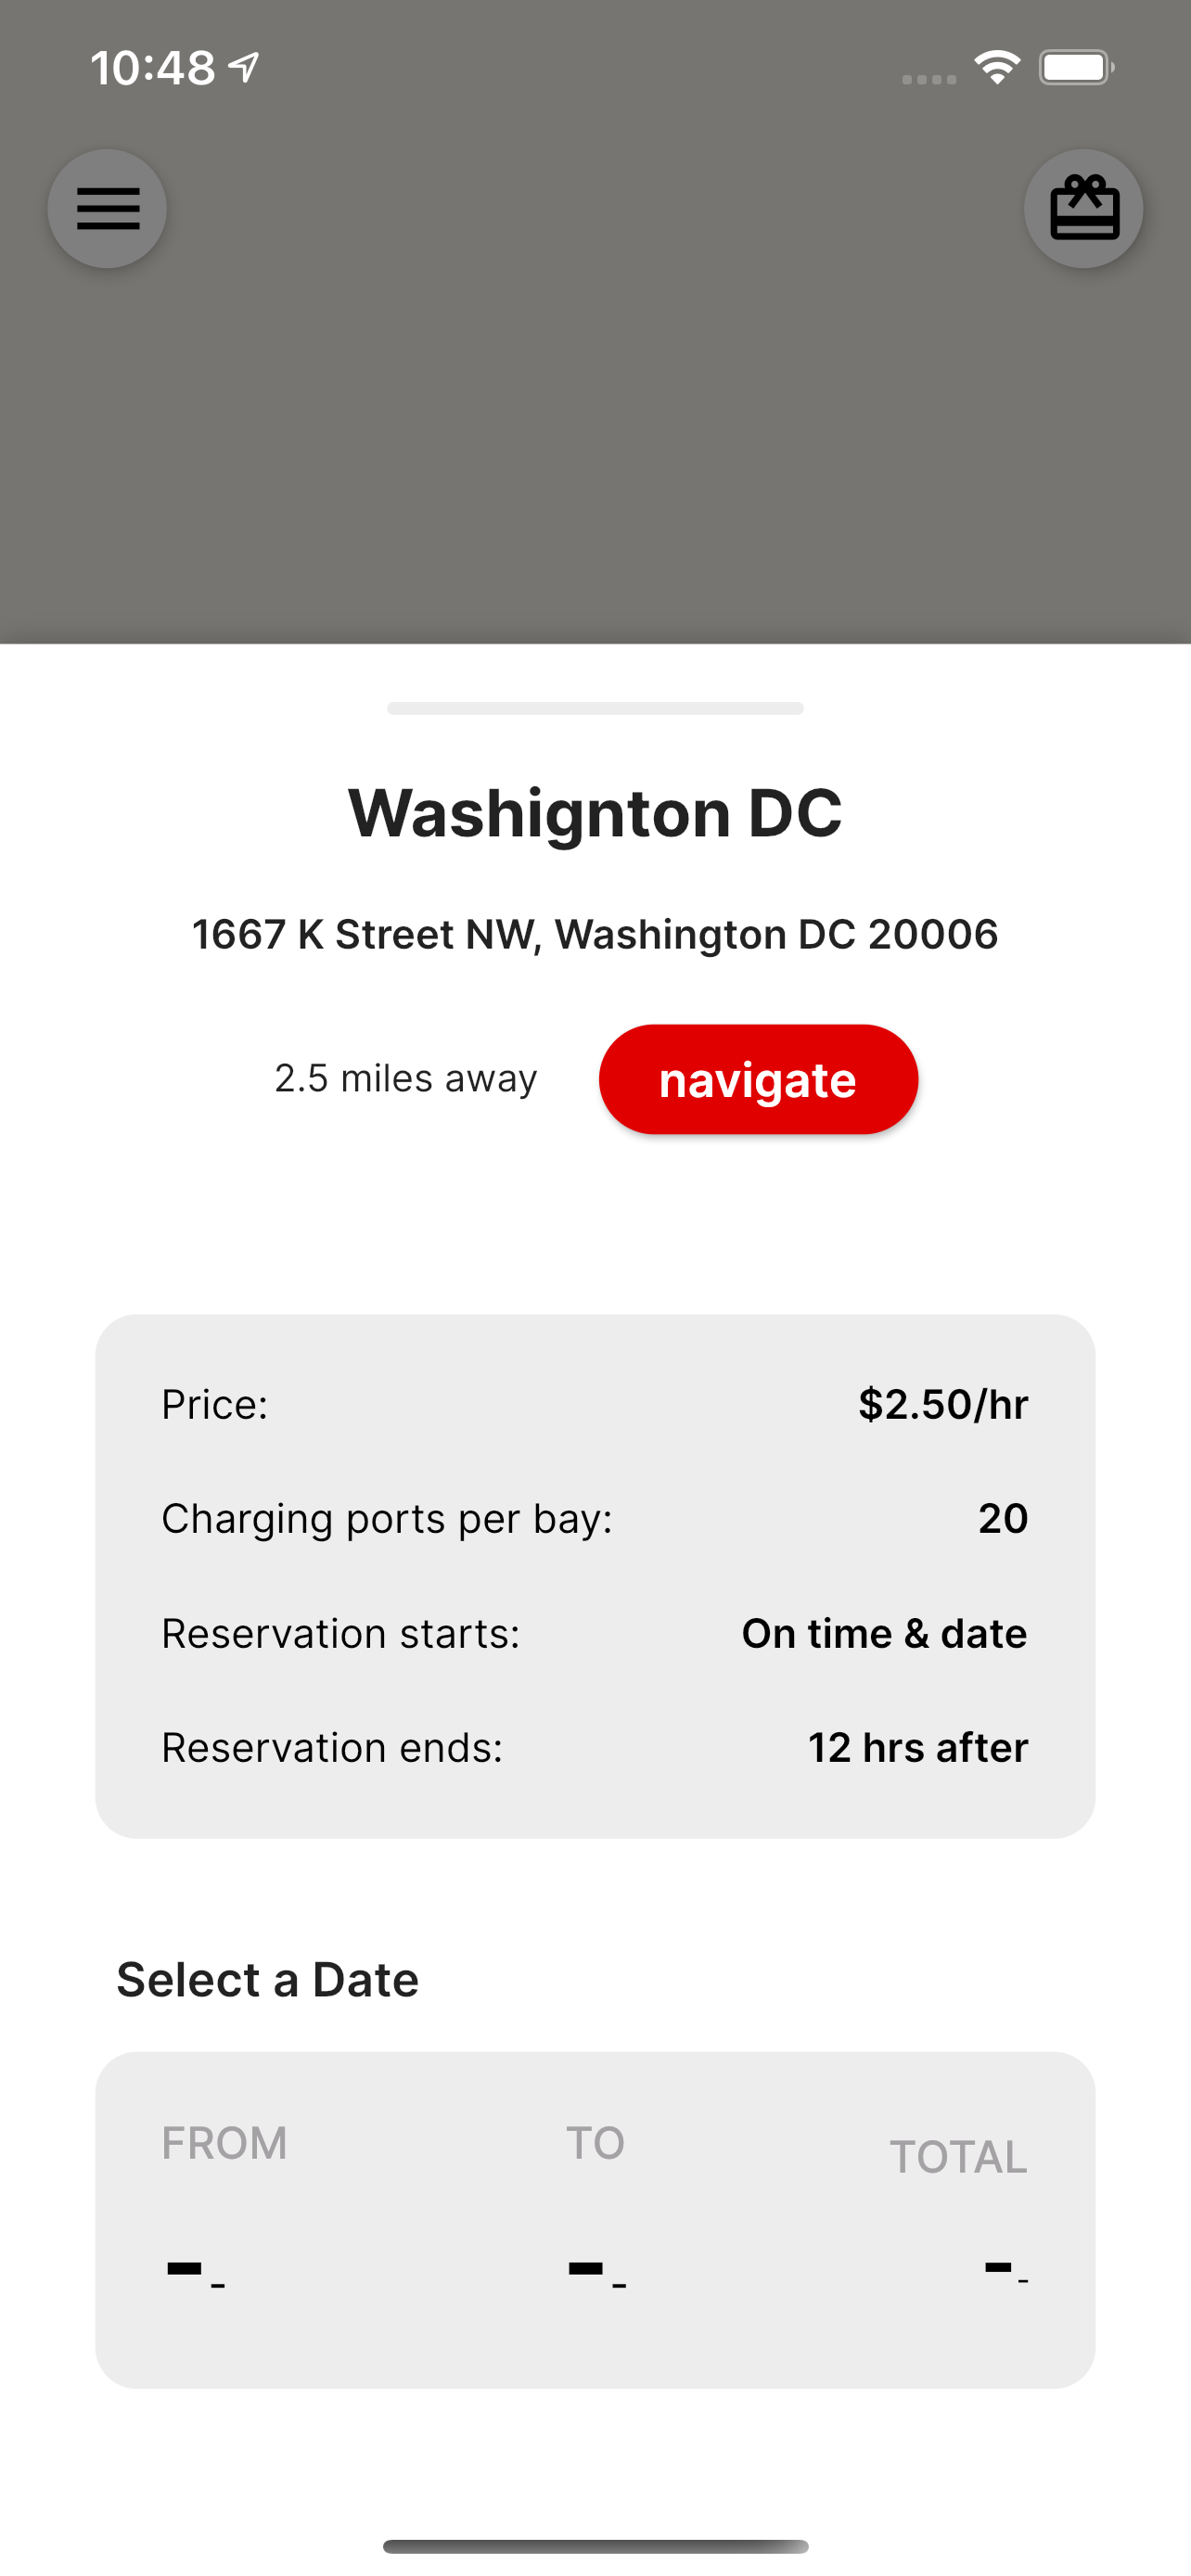 10:48
Washignton DC
1667 K Street NW, Washington DC 20006
2.5 miles away
navigate
Price: $2.50/hr
Charging ports per bay: 20
Reservation starts: On time & date
Reservation ends: 12 hrs after
Select a Date
FROM TO TOTAL
- - - - - -